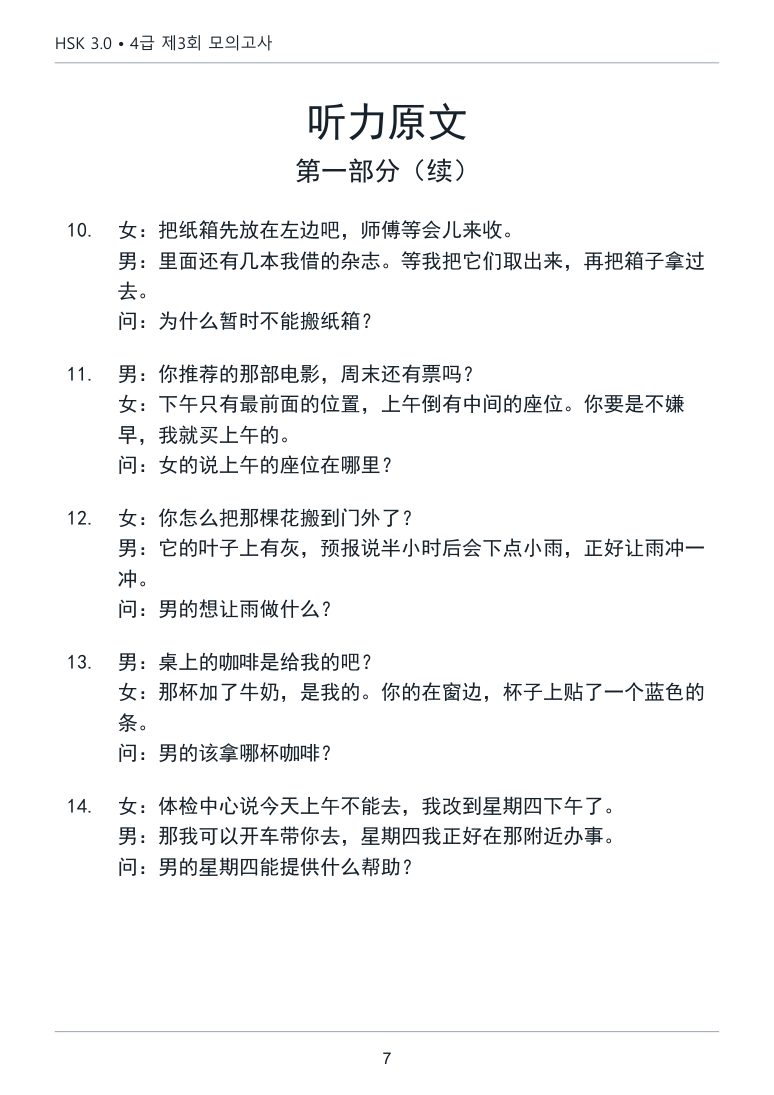 HSK 3.0 • 4급 제3회 모의고사
听力原文
第一部分（续）
10. 女：把纸箱先放在左边吧，师傅等会儿来收。
男：里面还有几本我借的杂志。等我把它们取出来，再把箱子拿过
去。
问：为什么暂时不能搬纸箱？
11. 男：你推荐的那部电影，周末还有票吗？
女：下午只有最前面的位置，上午倒有中间的座位。你要是不嫌
早，我就买上午的。
问：女的说上午的座位在哪里？
12. 女：你怎么把那棵花搬到门外了？
男：它的叶子上有灰，预报说半小时后会下点小雨，正好让雨冲一
冲。
问：男的想让雨做什么？
13. 男：桌上的咖啡是给我的吧？
女：那杯加了牛奶，是我的。你的在窗边，杯子上贴了一个蓝色的
条。
问：男的该拿哪杯咖啡？
14. 女：体检中心说今天上午不能去，我改到星期四下午了。
男：那我可以开车带你去，星期四我正好在那附近办事。
问：男的星期四能提供什么帮助？
7